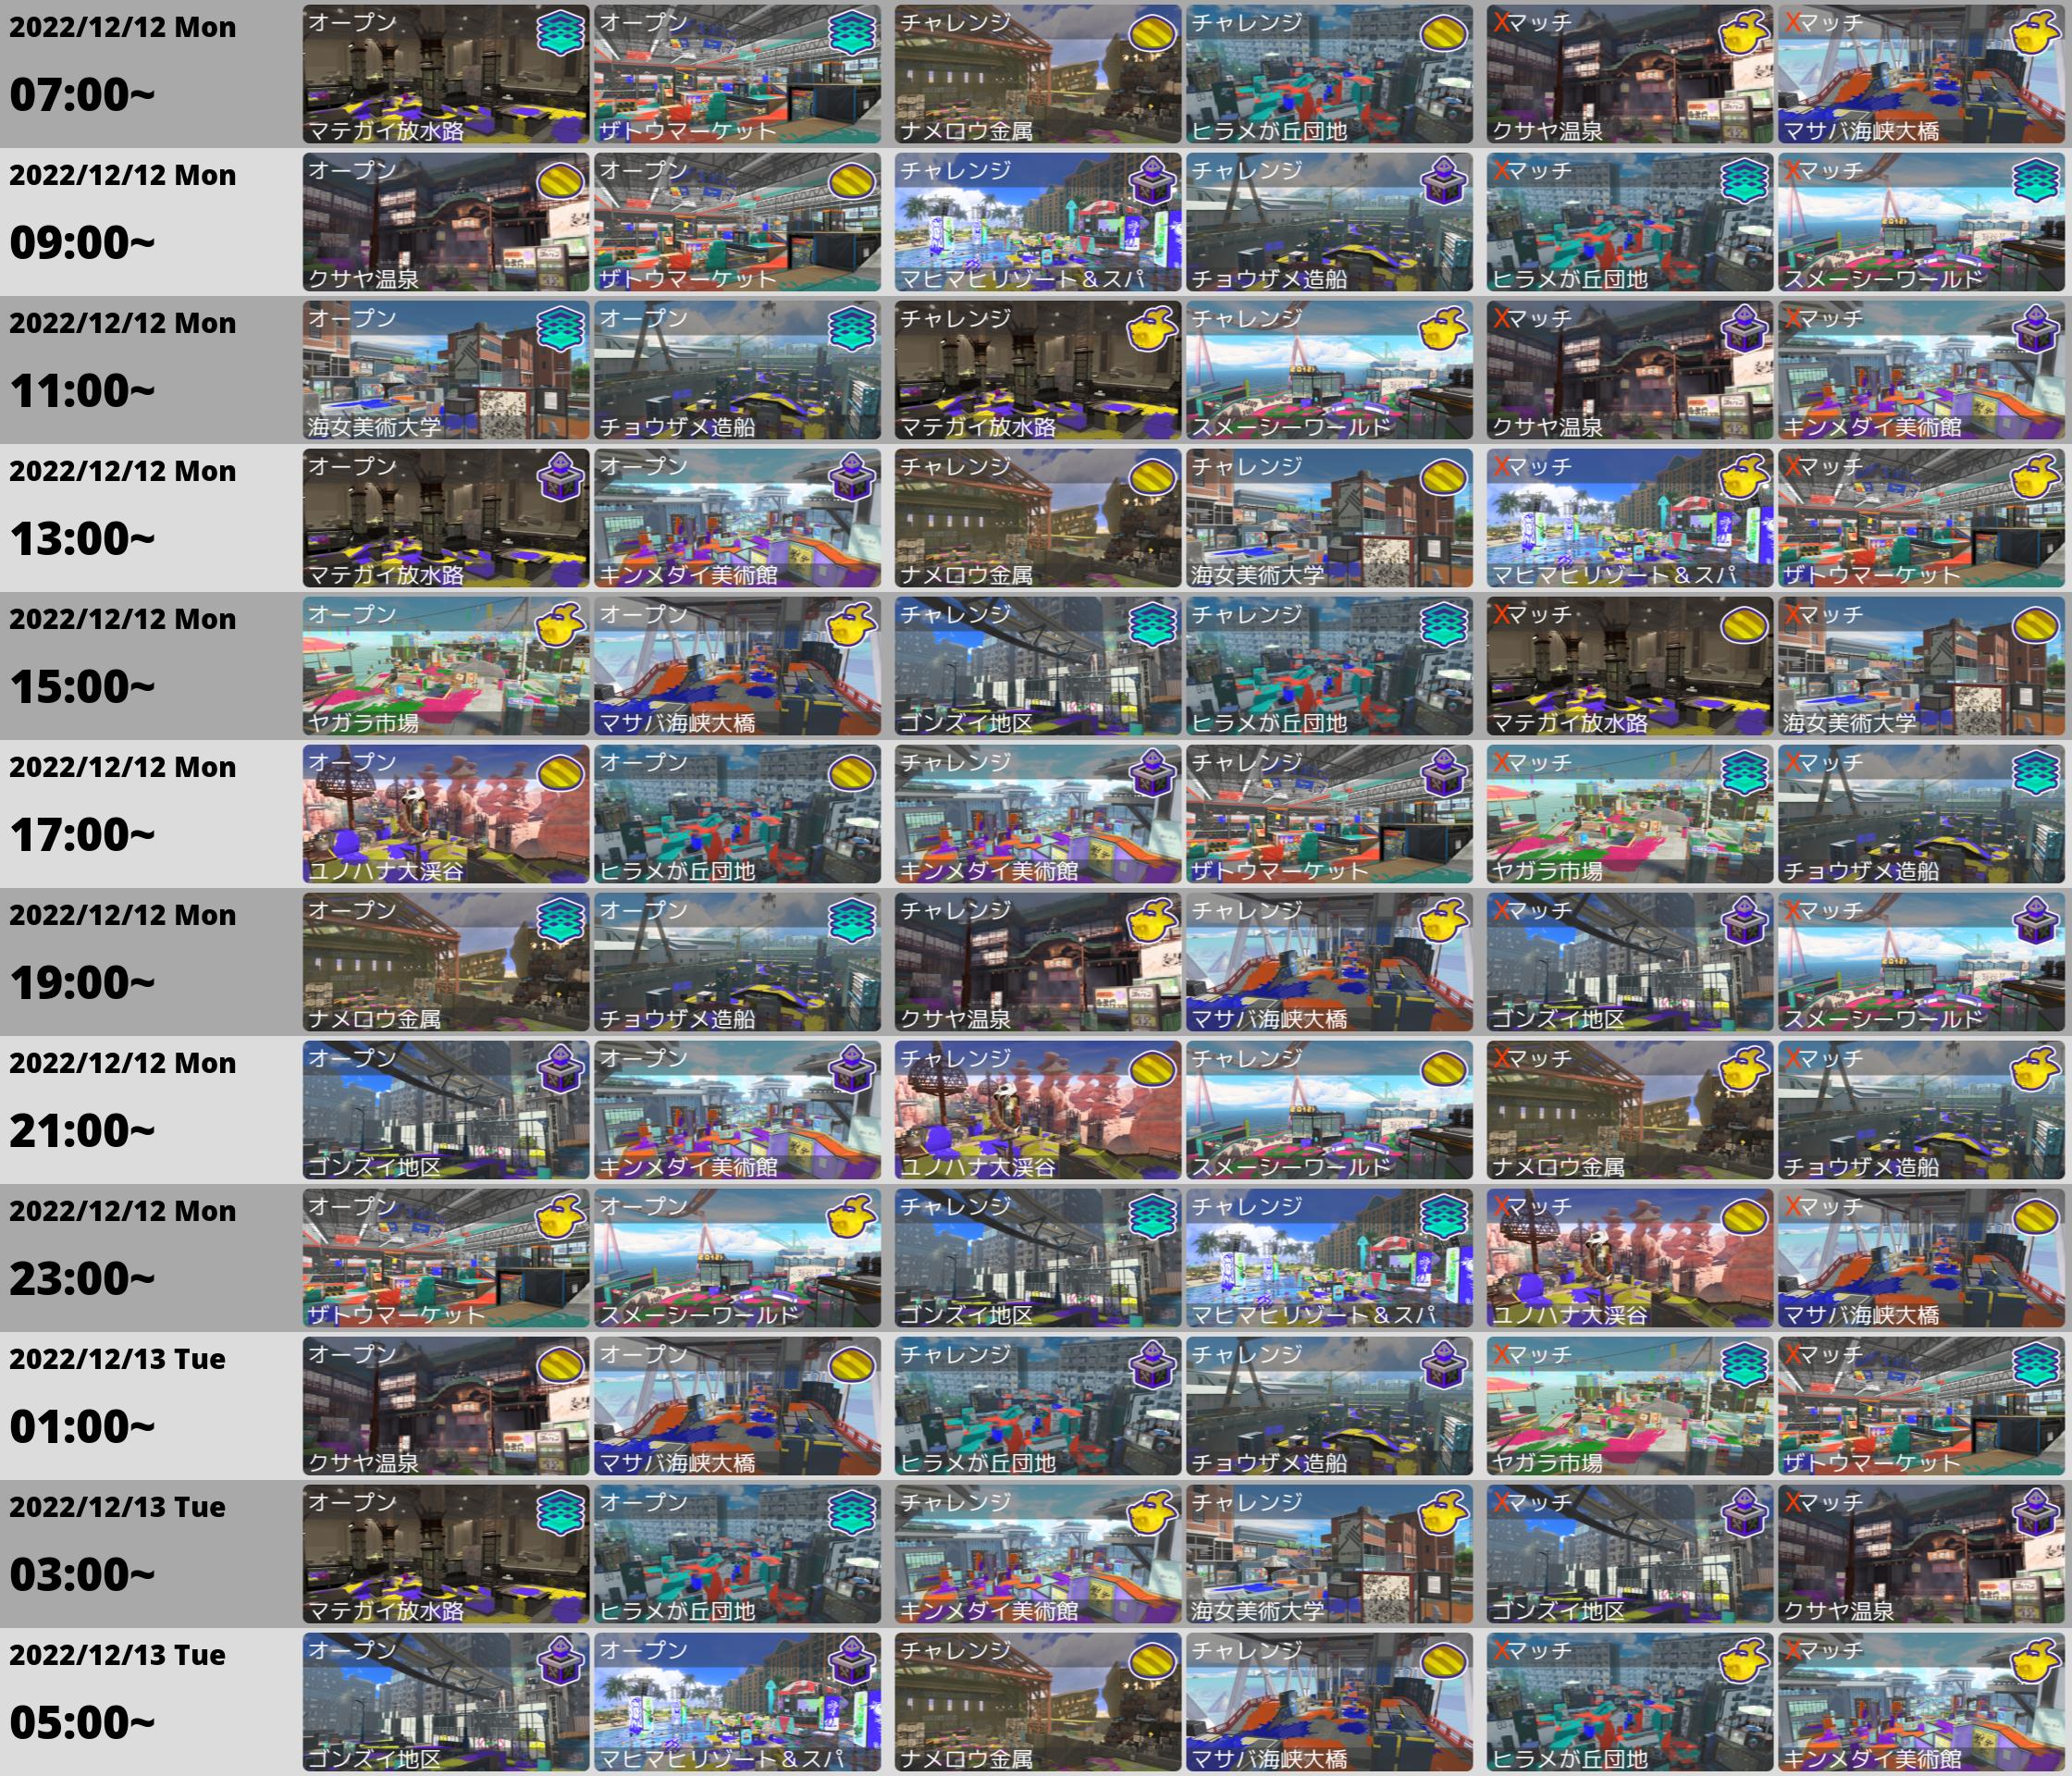 2022/12/12 Mon
07:00~
オープン オープン チャレンジ チャレンジ Xマッチ Xマッチ
マテガイ放水路 ザトウマーケット ナメロウ金属 ヒラメが丘団地 クサヤ温泉 マサバ海峡大橋
2022/12/12 Mon
09:00~
オープン オープン チャレンジ チャレンジ Xマッチ Xマッチ
クサヤ温泉 ザトウマーケット マヒマヒリゾート&スパ チョウザメ造船 ヒラメが丘団地 スメーシーワールド
2022/12/12 Mon
11:00~
オープン オープン チャレンジ チャレンジ Xマッチ Xマッチ
海女美術大学 チョウザメ造船 マテガイ放水路 スメーシーワールド クサヤ温泉 キンメダイ美術館
2022/12/12 Mon
13:00~
オープン オープン チャレンジ チャレンジ Xマッチ Xマッチ
マテガイ放水路 キンメダイ美術館 ナメロウ金属 海女美術大学 マヒマヒリゾート&スパ ザトウマーケット
2022/12/12 Mon
15:00~
オープン オープン チャレンジ チャレンジ Xマッチ Xマッチ
ヤガラ市場 マサバ海峡大橋 ゴンズイ地区 ヒラメが丘団地 マテガイ放水路 海女美術大学
2022/12/12 Mon
17:00~
オープン オープン チャレンジ チャレンジ Xマッチ Xマッチ
ユノハナ大渓谷 ヒラメが丘団地 キンメダイ美術館 ザトウマーケット ヤガラ市場 チョウザメ造船
2022/12/12 Mon
19:00~
オープン オープン チャレンジ チャレンジ Xマッチ Xマッチ
ナメロウ金属 チョウザメ造船 クサヤ温泉 マサバ海峡大橋 ゴンズイ地区 スメーシーワールド
2022/12/12 Mon
21:00~
オープン オープン チャレンジ チャレンジ Xマッチ Xマッチ
ゴンズイ地区 キンメダイ美術館 ユノハナ大渓谷 スメーシーワールド ナメロウ金属 チョウザメ造船
2022/12/12 Mon
23:00~
オープン オープン チャレンジ チャレンジ Xマッチ Xマッチ
ザトウマーケット スメーシーワールド ゴンズイ地区 マヒマヒリゾート&スパ ユノハナ大渓谷 マサバ海峡大橋
2022/12/13 Tue
01:00~
オープン オープン チャレンジ チャレンジ Xマッチ Xマッチ
クサヤ温泉 マサバ海峡大橋 ヒラメが丘団地 チョウザメ造船 ヤガラ市場 ザトウマーケット
2022/12/13 Tue
03:00~
オープン オープン チャレンジ チャレンジ Xマッチ Xマッチ
マテガイ放水路 ヒラメが丘団地 キンメダイ美術館 海女美術大学 ゴンズイ地区 クサヤ温泉
2022/12/13 Tue
05:00~
オープン オープン チャレンジ チャレンジ Xマッチ Xマッチ
ゴンズイ地区 マヒマヒリゾート&スパ ナメロウ金属 マサバ海峡大橋 ヒラメが丘団地 キンメダイ美術館